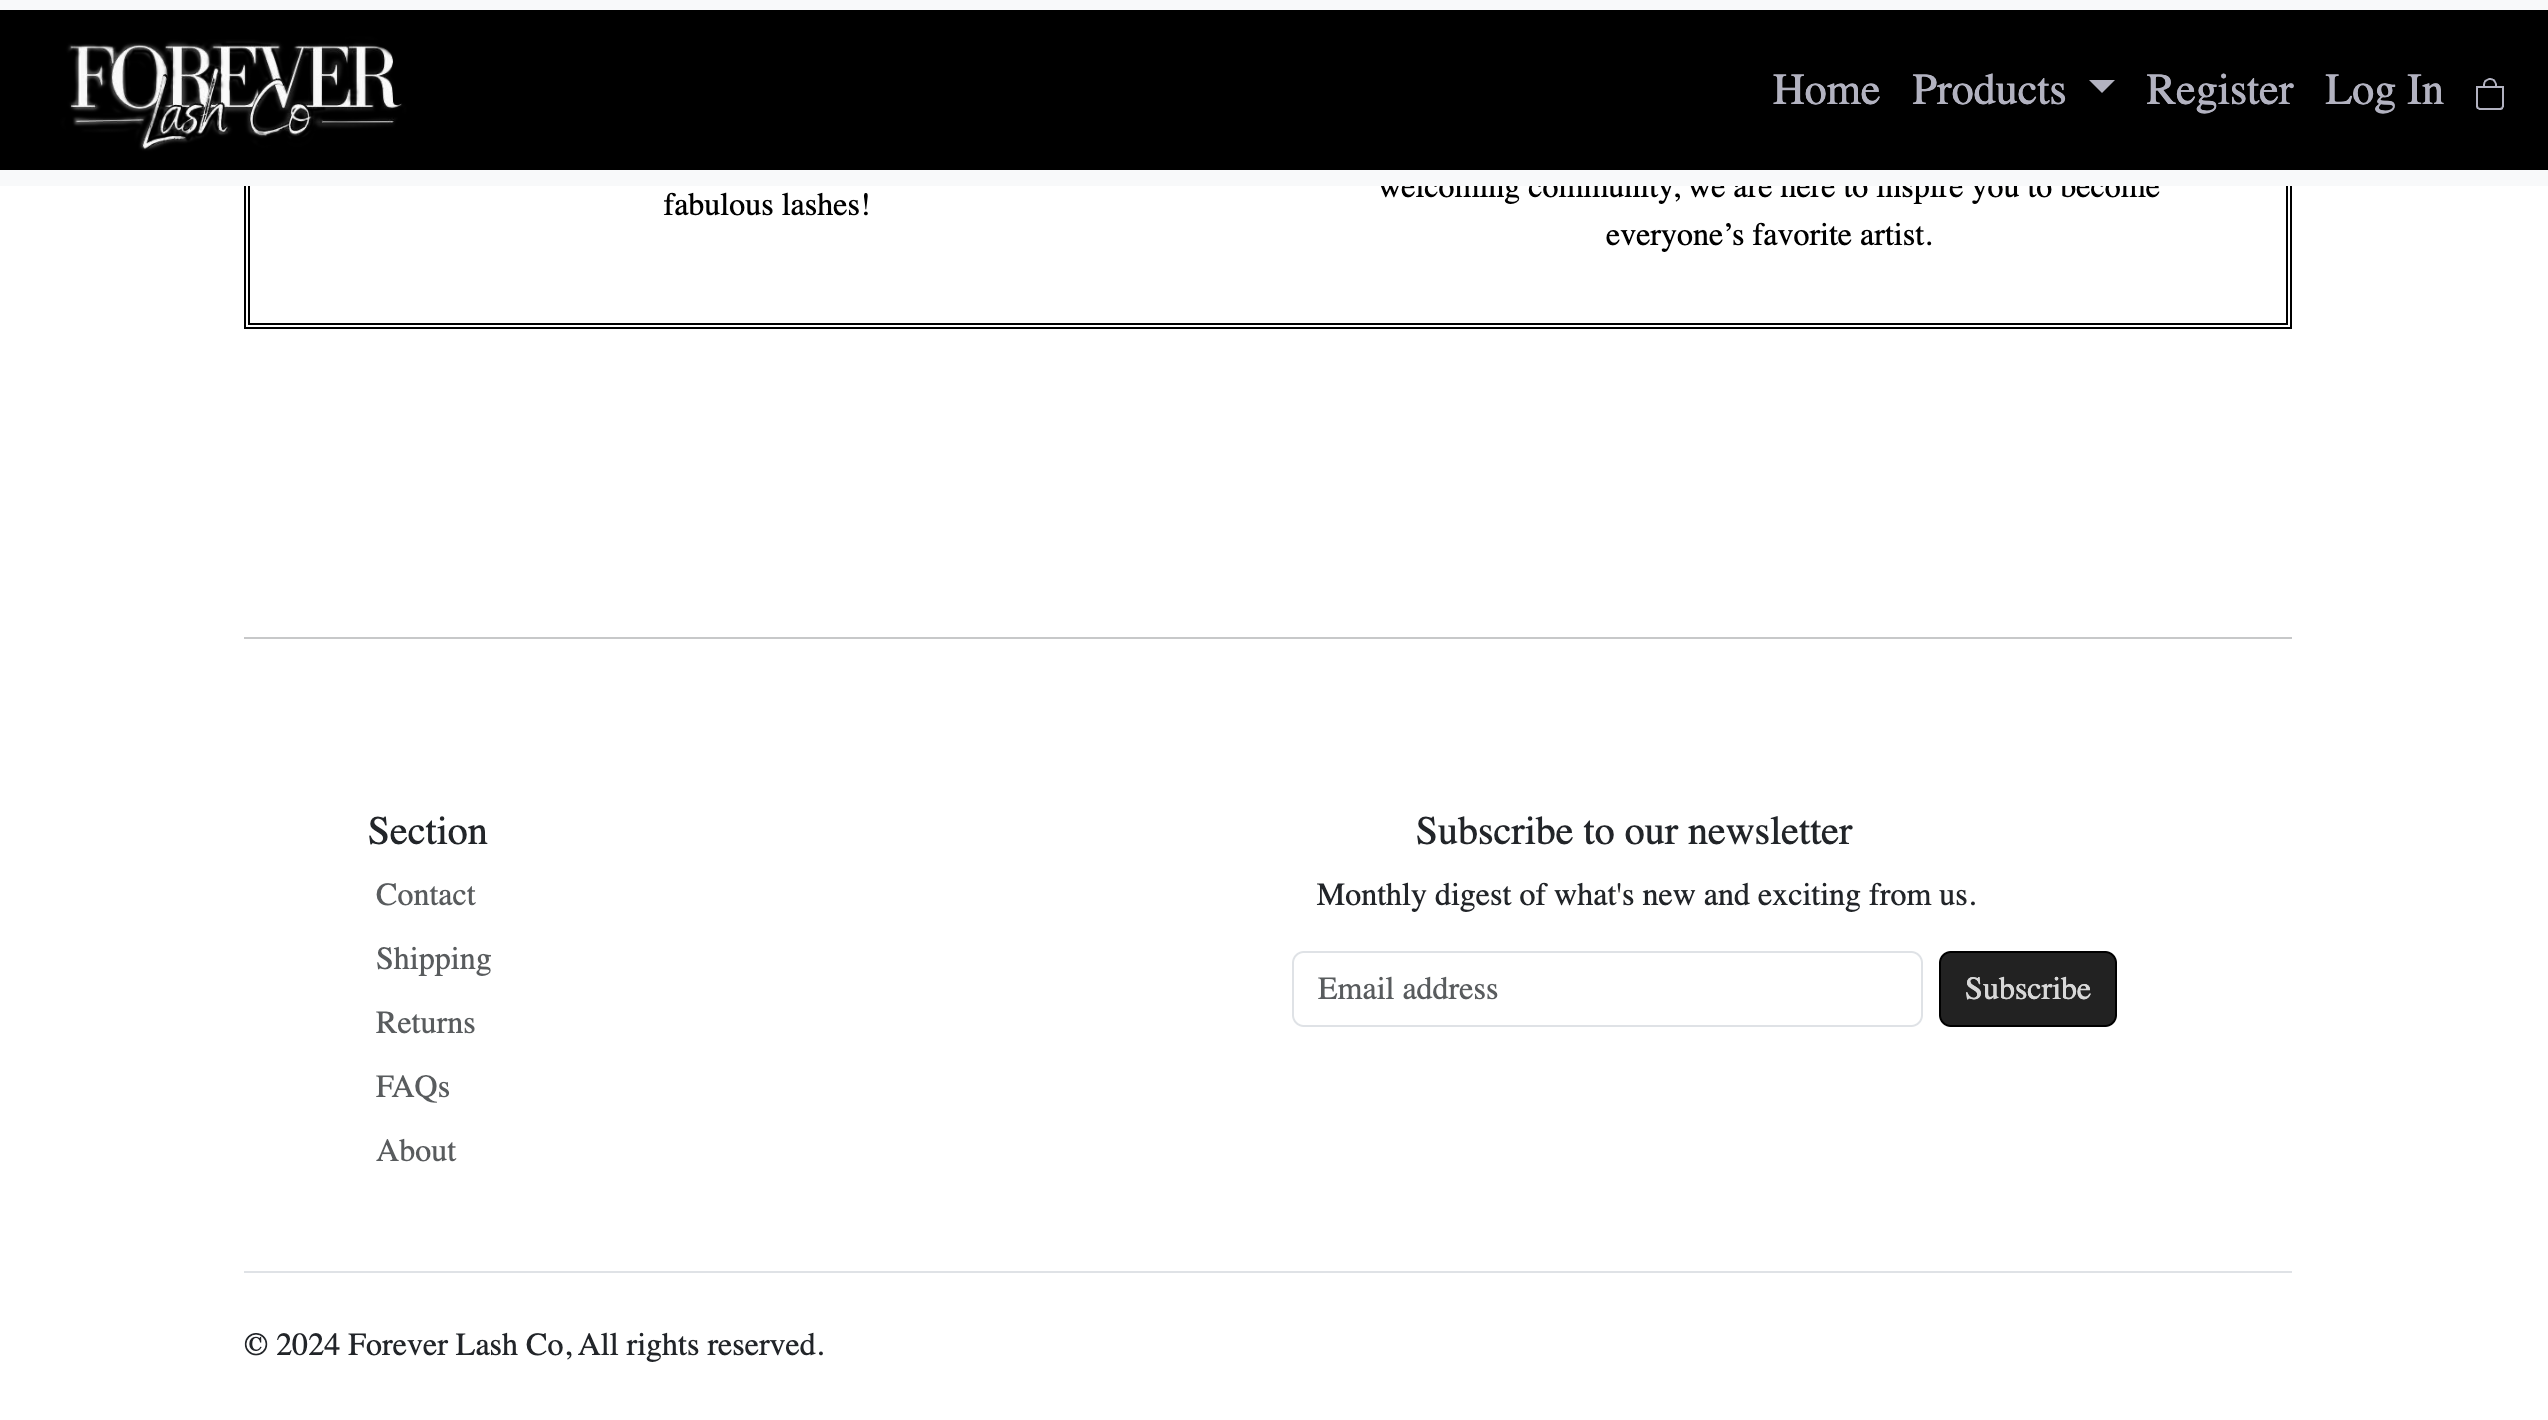 FOREVER
Lash Co
Home Products Register Log In
fabulous lashes!
welcoming community, we are here to inspire you to become
everyone’s favorite artist.
Section
Contact
Shipping
Returns
FAQs
About
Subscribe to our newsletter
Monthly digest of what's new and exciting from us.
Email address
Subscribe
© 2024 Forever Lash Co, All rights reserved.